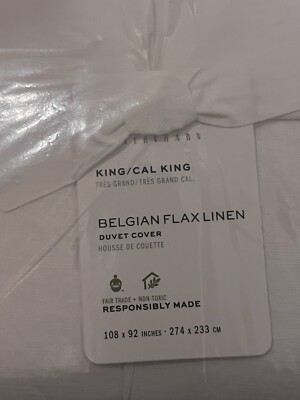 KING/CAL KING
TRÈS GRAND/TRÈS GRAND CAL.
BELGIAN FLAX LINEN
DUVET COVER
HOUSSE DE COUETTE
FAIR TRADE • NON-TOXIC
RESPONSIBLY MADE
108 x 92 INCHES • 274 x 233 CM